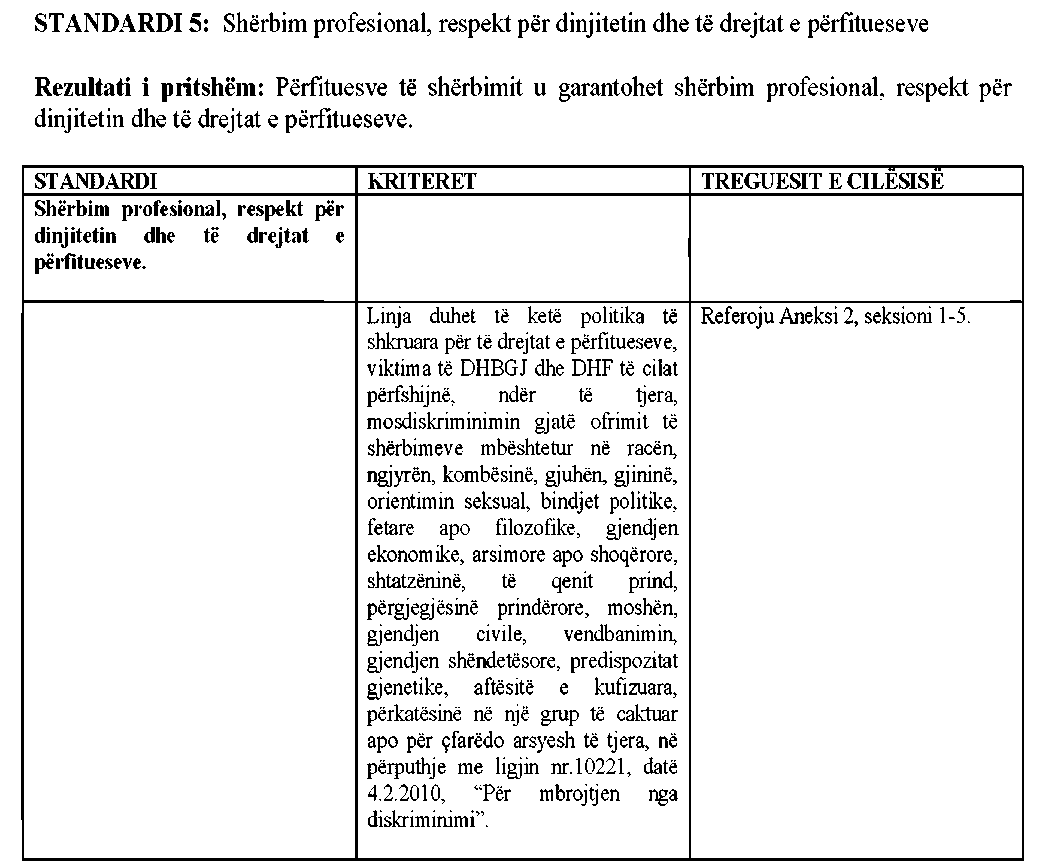 STANDARDI 5: Shërbim profesional, respekt për dinjitetin dhe të drejtat e përfitueseve
Rezultati i pritshëm: Përfituesve të shërbimit u garantohet shërbim profesional, respekt për
dinjitetin dhe të drejtat e përfitueseve.
STANDARDI
KRITERET
TREGUESIT E CILËSISË
Shërbim profesional, respekt për
dinjitetin dhe të drejtat e
përfitueseve.
Linja duhet të ketë politika të
shkruara për të drejtat e përfitueseve,
viktima të DHBGJ dhe DHF të cilat
përfshijnë, ndër të tjera,
mosdiskriminimin gjatë ofrimit të
shërbimeve mbështetur në racën,
ngjyrën, kombësinë, gjuhën, gjininë,
orientimin seksual, bindjet politike,
fetare apo filozofike, gjendjen
ekonomike, arsimore apo shoqërore,
shtatzëninë, të qenit prind,
përgjegjësinë prindërore, moshën,
gjendjen civile, vendbanimin,
gjendjen shëndetësore, predispozitat
gjenetike, aftësitë e kufizuara,
përkatësinë në një grup të caktuar
apo për çfarëdo arsyesh të tjera, në
përputhje me ligjin nr.10221, datë
4.2.2010, “Për mbrojtjen nga
diskriminimi”.
Referoju Aneksi 2, seksioni 1-5.